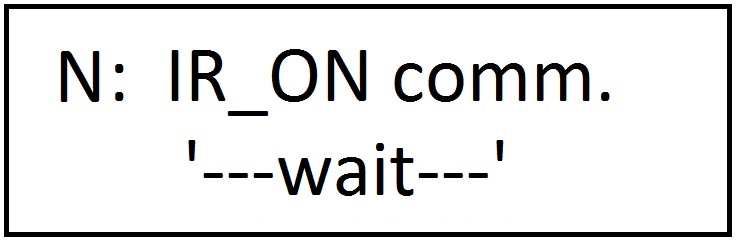 N: IR_ON comm.
'---wait---'